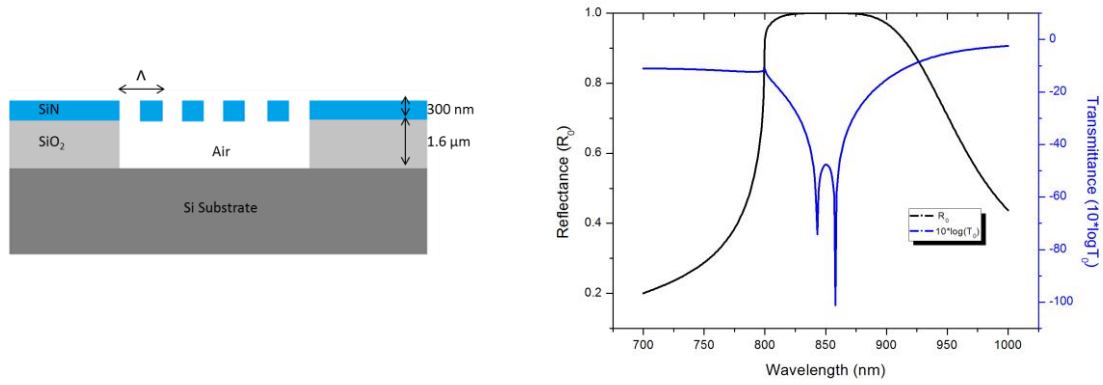 Λ
SiN
300 nm
SiO₂
1.6 µm
Air
Si Substrate
1.0
0.8
0.6
0.4
0.2
Reflectance (R₀)
700 750 800 850 900 950 1000
Wavelength (nm)
0
-20
-40
-60
-80
-100
Transmittance (10*logT₀)
R₀
10*log(T₀)